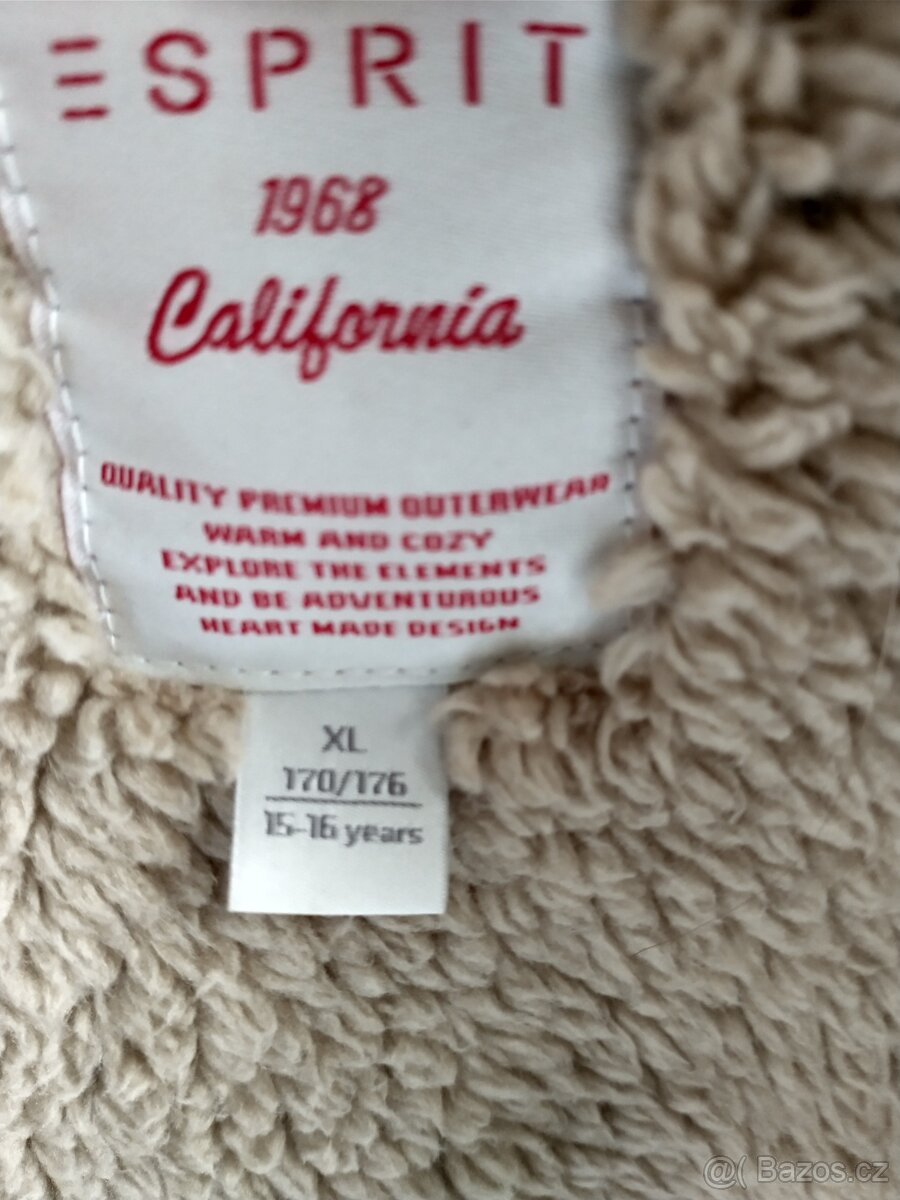 ESPRIT
1968
California
QUALITY PREMIUM OUTERWEAR
WARM AND COZY
EXPLORE THE ELEMENTS
AND BE ADVENTUROUS
HEART MADE DESIGN
XL
170/176
15-16 years
@( Bazos.cz